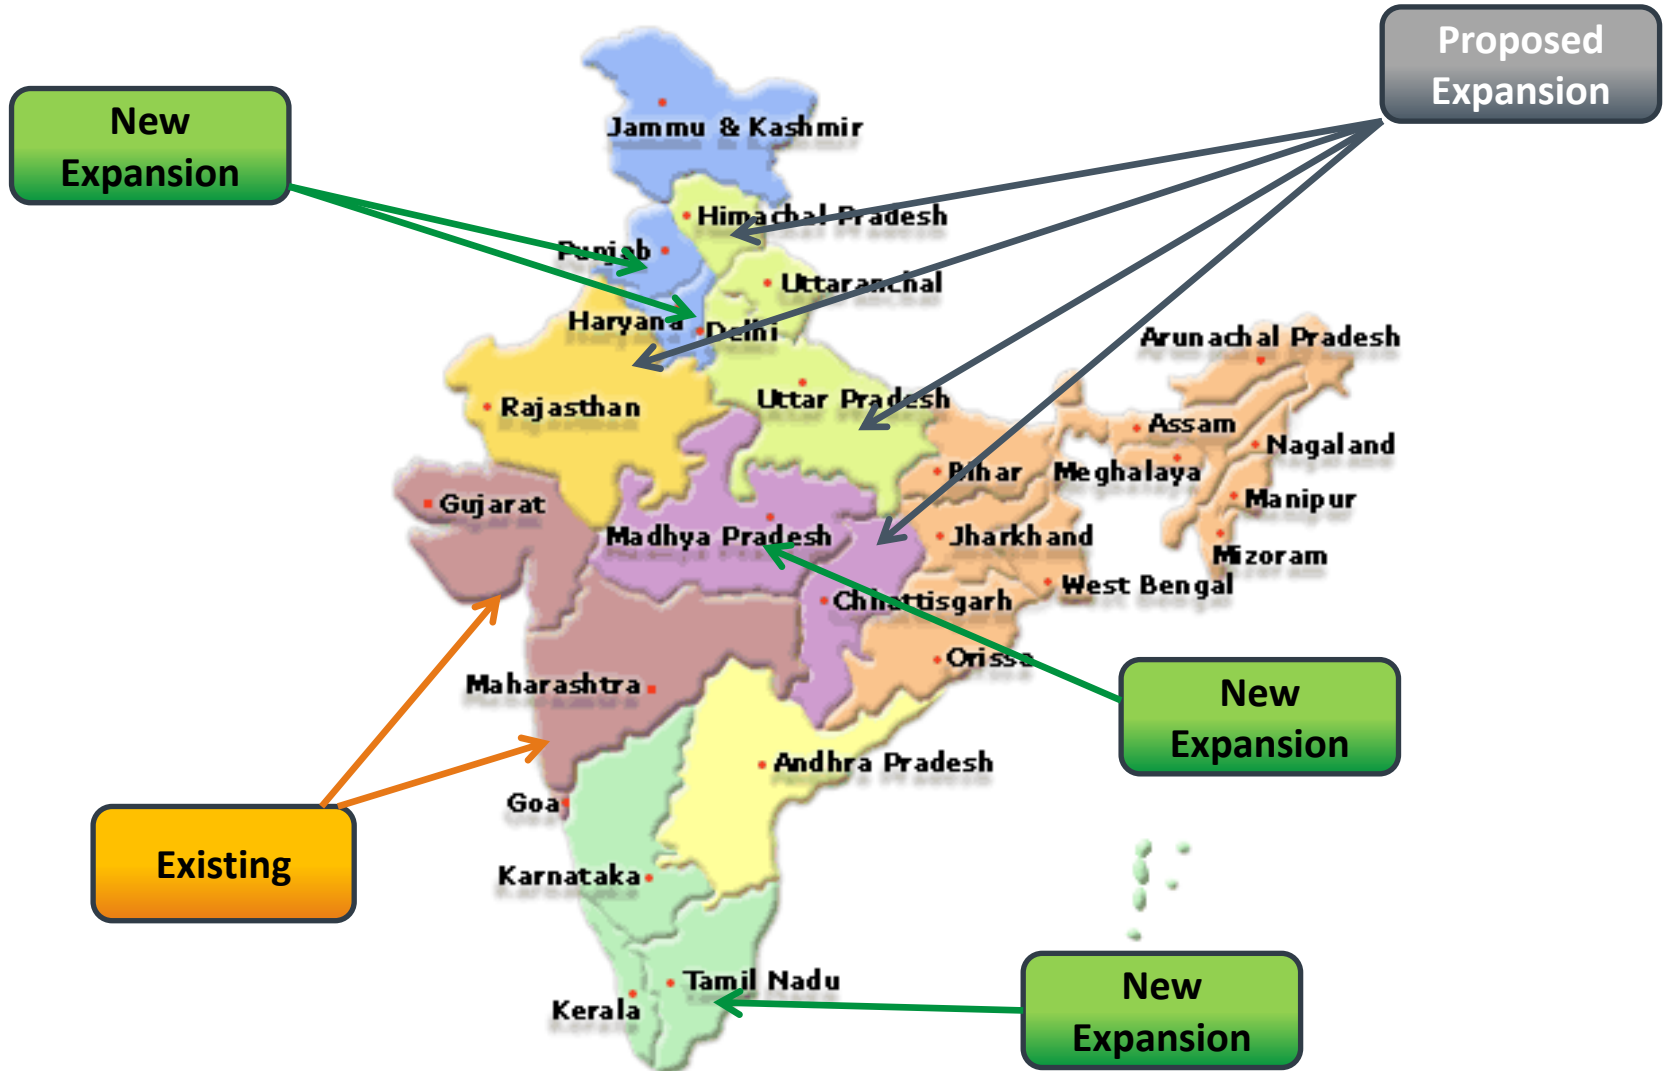 Proposed
Expansion
New
Expansion
Jammu & Kashmir
Himachal Pradesh
Punjab
Uttaranchal
Haryana
Delhi
Arunachal Pradesh
Rajasthan
Uttar Pradesh
Assam
Nagaland
Bihar
Meghalaya
Gujarat
Manipur
Madhya Pradesh
Jharkhand
Mizoram
West Bengal
Chhattisgarh
Orissa
Maharashtra
New
Expansion
Andhra Pradesh
Goa
Existing
Karnataka
Tamil Nadu
Kerala
New
Expansion